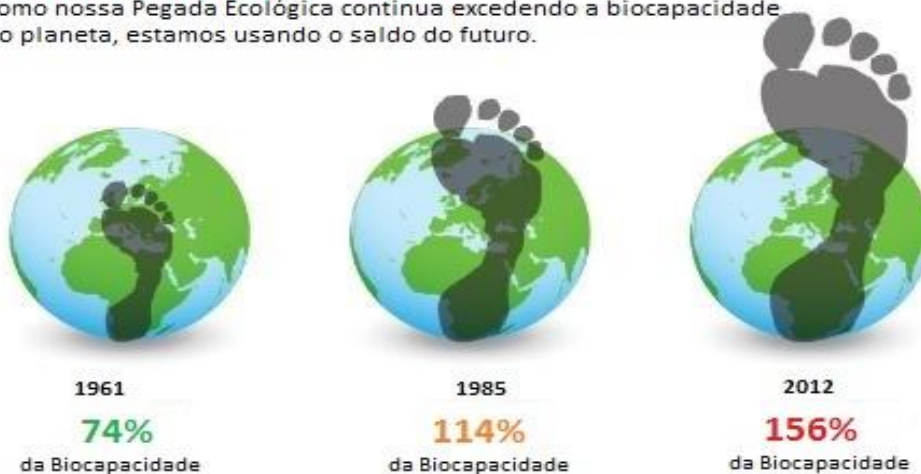 omo nossa Pegada Ecológica continua excedendo a biocapacidade
o planeta, estamos usando o saldo do futuro.
1961
74%
da Biocapacidade
1985
114%
da Biocapacidade
2012
156%
da Biocapacidade